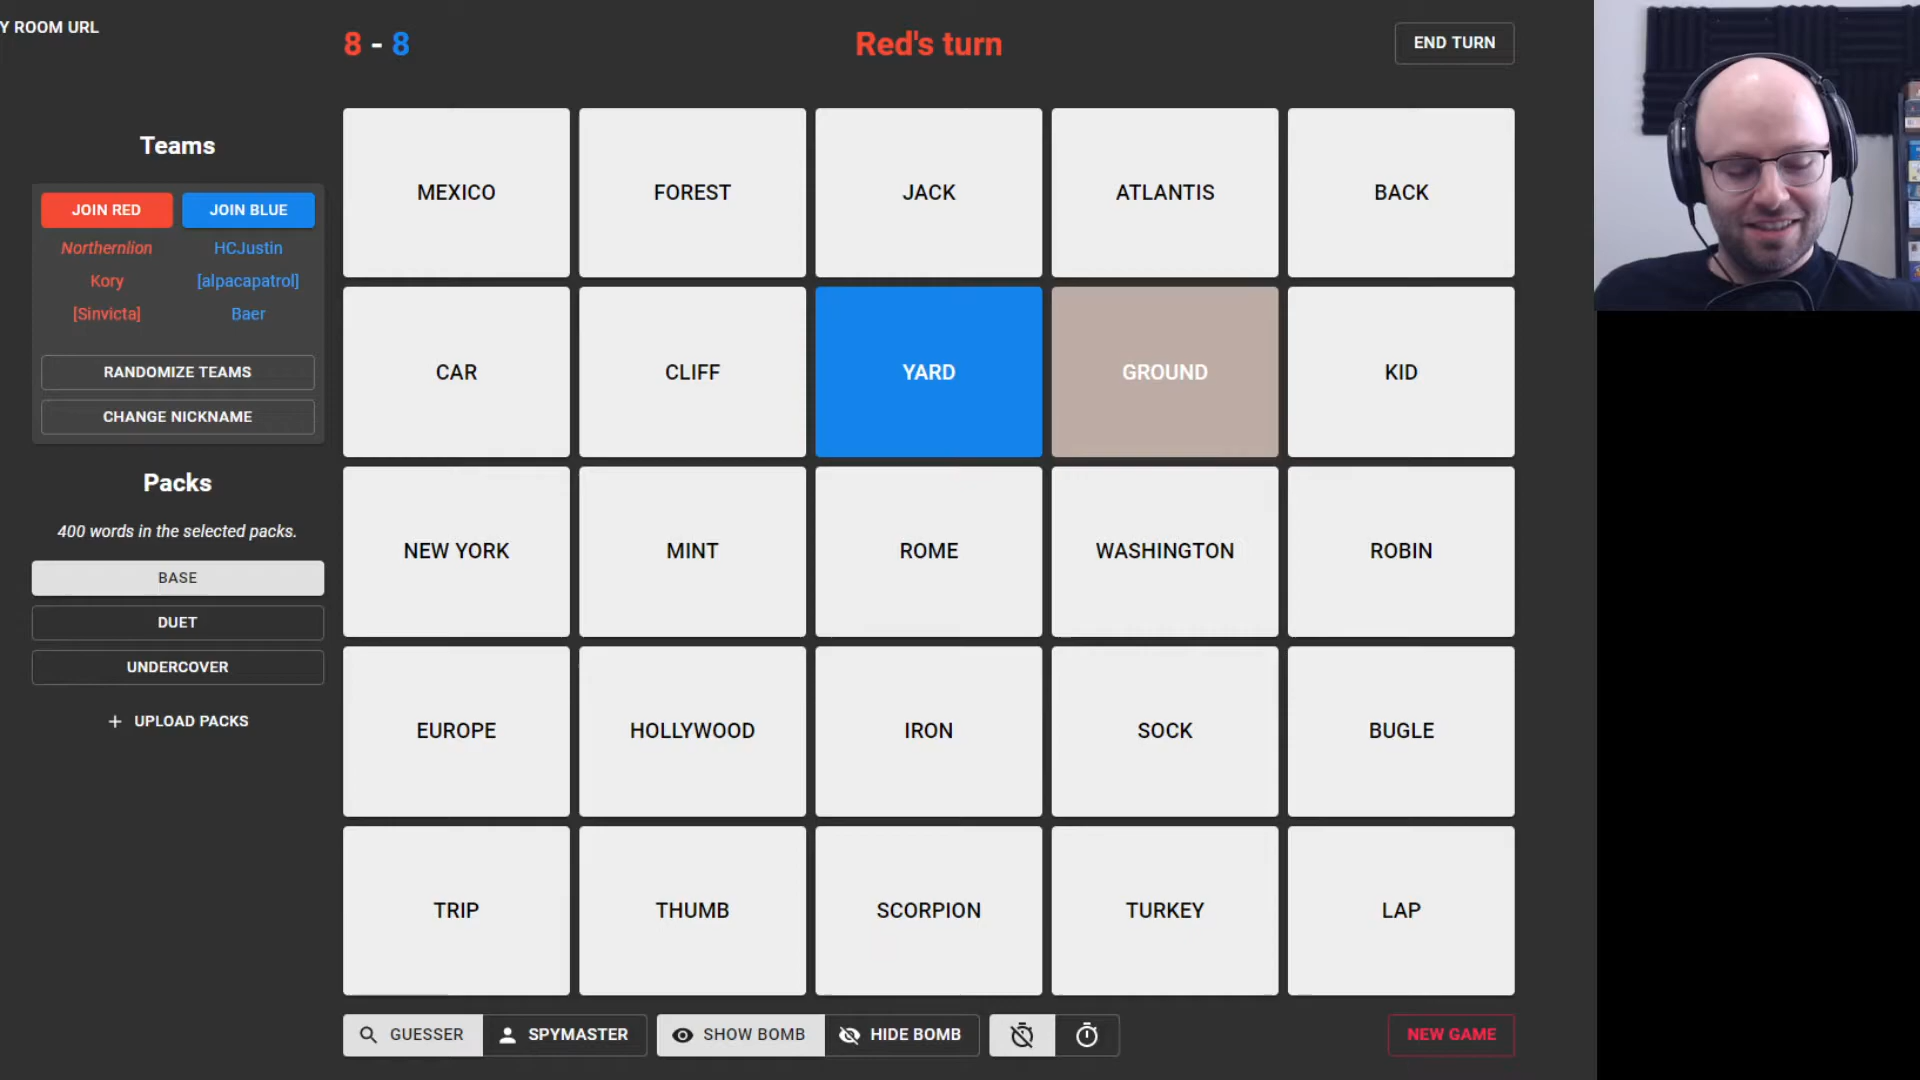 Y ROOM URL
8 - 8
Red's turn
END TURN
Teams
JOIN RED
JOIN BLUE
Northernlion
HCJustin
Kory
[alpacapatrol]
[Sinvicta]
Baer
RANDOMIZE TEAMS
CHANGE NICKNAME
Packs
400 words in the selected packs.
BASE
DUET
UNDERCOVER
+ UPLOAD PACKS
MEXICO
FOREST
JACK
ATLANTIS
BACK
CAR
CLIFF
YARD
GROUND
KID
NEW YORK
MINT
ROME
WASHINGTON
ROBIN
EUROPE
HOLLYWOOD
IRON
SOCK
BUGLE
TRIP
THUMB
SCORPION
TURKEY
LAP
GUESSER
SPYMASTER
SHOW BOMB
HIDE BOMB
NEW GAME